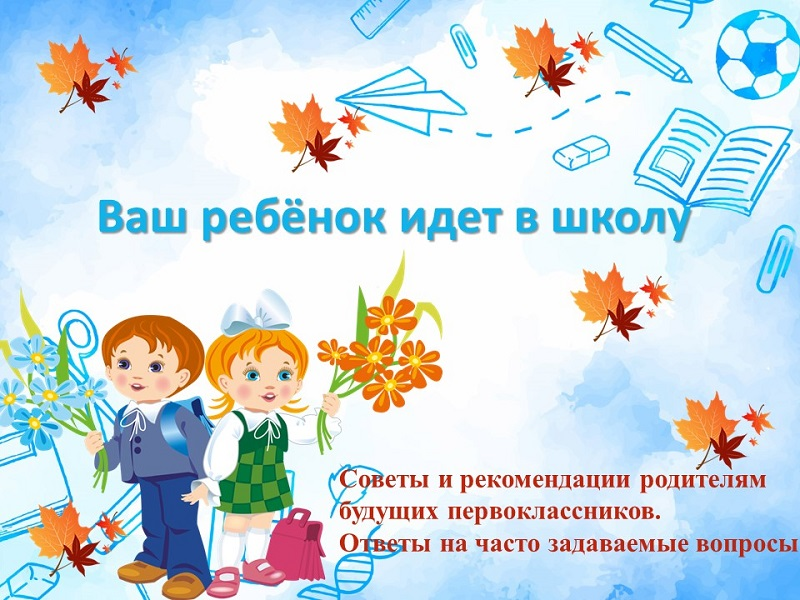 Ваш ребёнок идет в школу
Советы и рекомендации родителям
будущих первоклассников.
Ответы на часто задаваемые вопросы